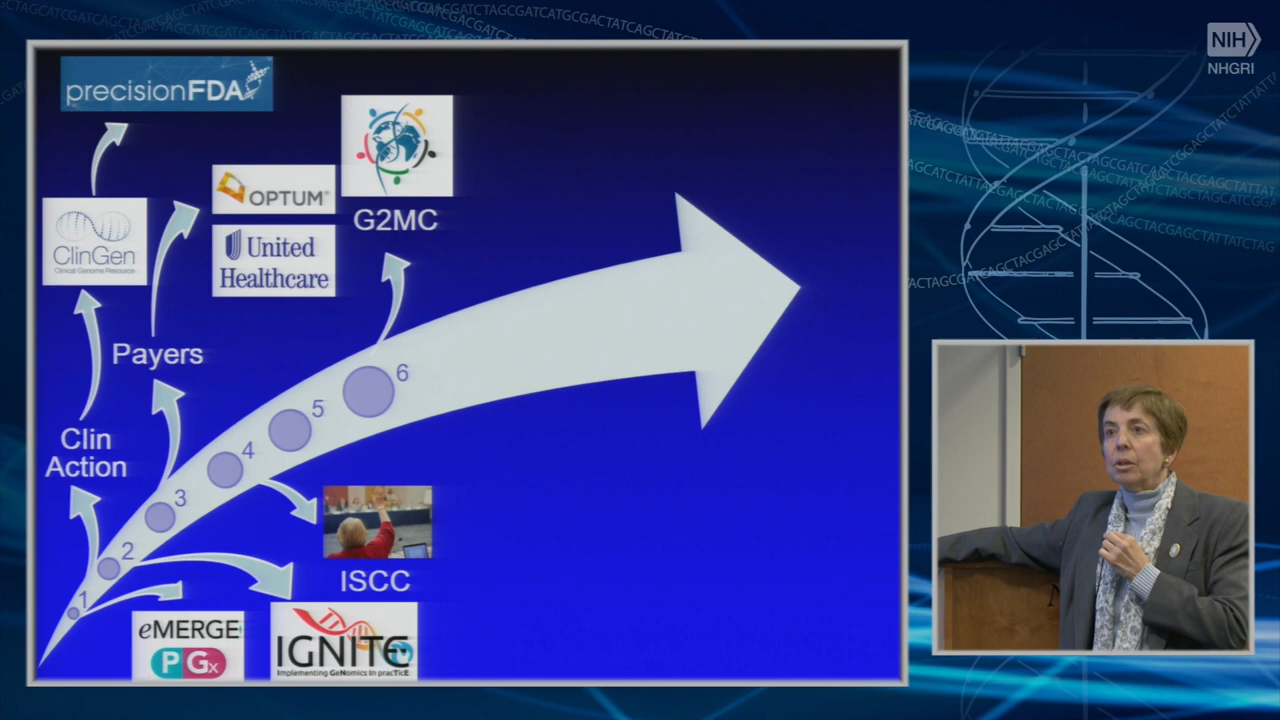 NIH
NHGRI
precisionFDA
ClinGen
Clinical Genome Resource
OPTUM®
United
Healthcare
G2MC
Payers
Clin
Action
6
5
4
3
2
1
ISCC
eMERGE
PGx
IGNITE
Implementing GeNomics In pracTicE